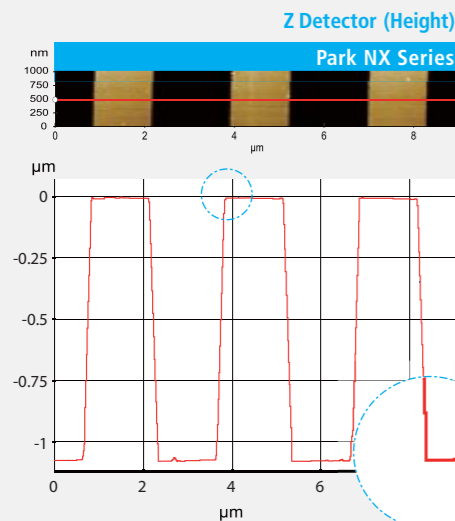 Z Detector (Height)
Park NX Series
nm
1000
750
500
250
0
0 2 4 6 8
μm
μm
0
-0.25
-0.5
-0.75
-1
0 2 4 6
μm